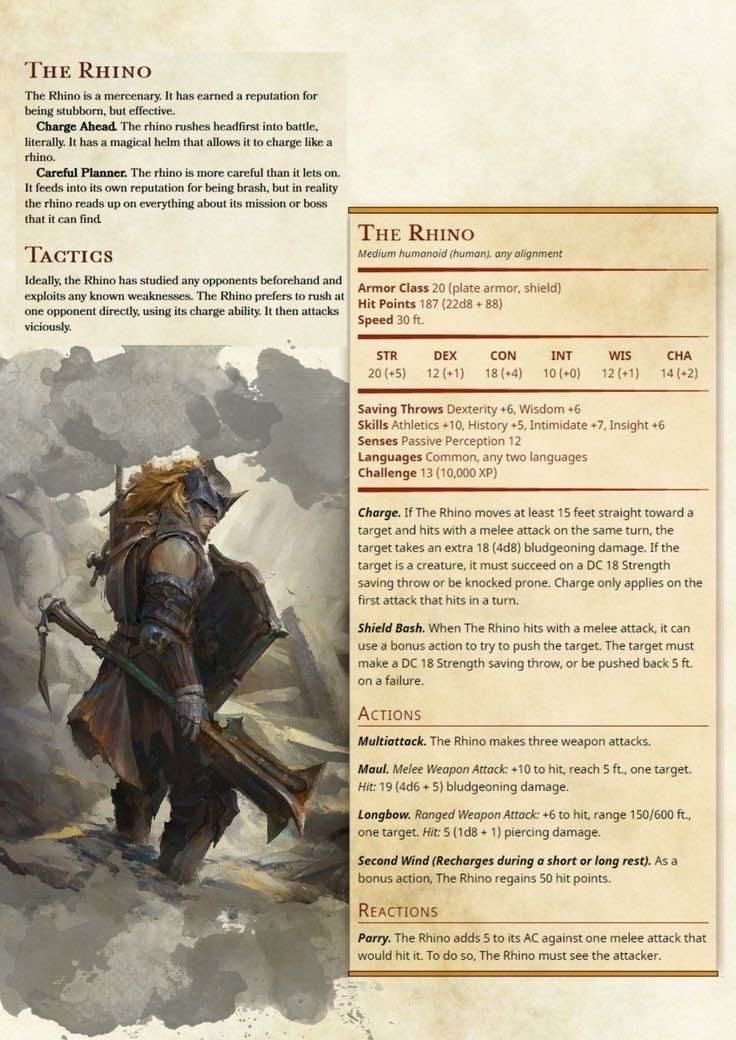 The Rhino
The Rhino is a mercenary. It has earned a reputation for
being stubborn, but effective.
Charge Ahead. The rhino rushes headfirst into battle,
literally. It has a magical helm that allows it to charge like a
rhino.
Careful Planner. The rhino is more careful than it lets on.
It feeds into its own reputation for being brash, but in reality
the rhino reads up on everything about its mission or boss
that it can find.
Tactics
Ideally, the Rhino has studied any opponents beforehand and
exploits any known weaknesses. The Rhino prefers to rush at
one opponent directly, using its charge ability. It then attacks
viciously.
The Rhino
Medium humanoid (human), any alignment
Armor Class 20 (plate armor, shield)
Hit Points 187 (22d8 + 88)
Speed 30 ft.
STR DEX CON INT WIS CHA
20 (+5) 12 (+1) 18 (+4) 10 (+0) 12 (+1) 14 (+2)
Saving Throws Dexterity +6, Wisdom +6
Skills Athletics +10, History +5, Intimidate +7, Insight +6
Senses Passive Perception 12
Languages Common, any two languages
Challenge 13 (10,000 XP)
Charge. If The Rhino moves at least 15 feet straight toward a
target and hits with a melee attack on the same turn, the
target takes an extra 18 (4d8) bludgeoning damage. If the
target is a creature, it must succeed on a DC 18 Strength
saving throw or be knocked prone. Charge only applies on the
first attack that hits in a turn.
Shield Bash. When The Rhino hits with a melee attack, it can
use a bonus action to try to push the target. The target must
make a DC 18 Strength saving throw, or be pushed back 5 ft.
on a failure.
Actions
Multiattack. The Rhino makes three weapon attacks.
Maul. Melee Weapon Attack: +10 to hit, reach 5 ft., one target.
Hit: 19 (4d6 + 5) bludgeoning damage.
Longbow. Ranged Weapon Attack: +6 to hit, range 150/600 ft.,
one target. Hit: 5 (1d8 + 1) piercing damage.
Second Wind (Recharges during a short or long rest). As a
bonus action, The Rhino regains 50 hit points.
Reactions
Parry. The Rhino adds 5 to its AC against one melee attack that
would hit it. To do so, The Rhino must see the attacker.